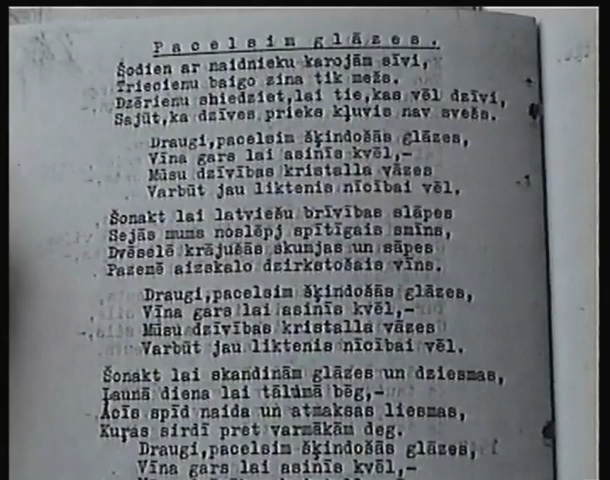 Pacelsim glāzes.
Šodien ar naidnieku karojām sīvi,
Triecienu baigo zina tik mežs.
Dzērienu shiedziet,lai tie,kas vēl dzīvi,
Sajūt,ka dzīves prieks kļuvis nav svešs.
Draugi,pacelsim šķindošās glāzes,
Vīna gars lai asinīs kvēl,-
Mūsu dzīvības kristalla vāzes
Varbūt jau liktenis nīcībai vēl.
Šonakt lai latviešu brīvības slāpes
Sejās mums noslēpj spītīgais smīns,
Dvēselē krājušās skumjas un sāpes
Pazemē aizskalo dzirkstošais vīns.
Draugi,pacelsim šķindošās glāzes,
Vīna gars lai asinīs kvēl,-
Mūsu dzīvības kristalla vāzes
Varbūt jau liktenis nīcībai vēl.
Šonakt lai skandinām glāzes un dziesmas,
Ļaunā diena lai tālumā bēg,-
Acīs spīd naida un atmaksas liesmas,
Kuŗas sirdī pret varmākām deg.
Draugi,pacelsim šķindošās glāzes,
Vīna gars lai asinīs kvēl,-